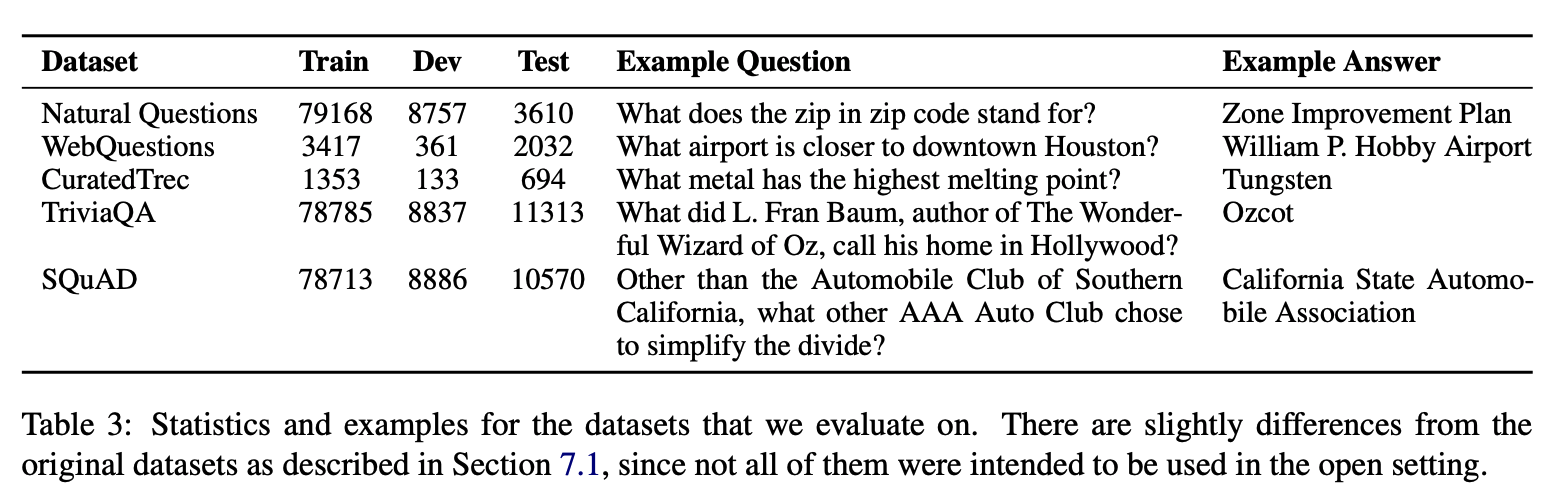 Dataset Train Dev Test Example Question Example Answer
Natural Questions 79168 8757 3610 What does the zip in zip code stand for? Zone Improvement Plan
WebQuestions 3417 361 2032 What airport is closer to downtown Houston? William P. Hobby Airport
CuratedTrec 1353 133 694 What metal has the highest melting point? Tungsten
TriviaQA 78785 8837 11313 What did L. Fran Baum, author of The Wonder- Ozcot
ful Wizard of Oz, call his home in Hollywood?
SQuAD 78713 8886 10570 Other than the Automobile Club of Southern California State Automo-
California, what other AAA Auto Club chose bile Association
to simplify the divide?
Table 3: Statistics and examples for the datasets that we evaluate on. There are slightly differences from the
original datasets as described in Section 7.1, since not all of them were intended to be used in the open setting.